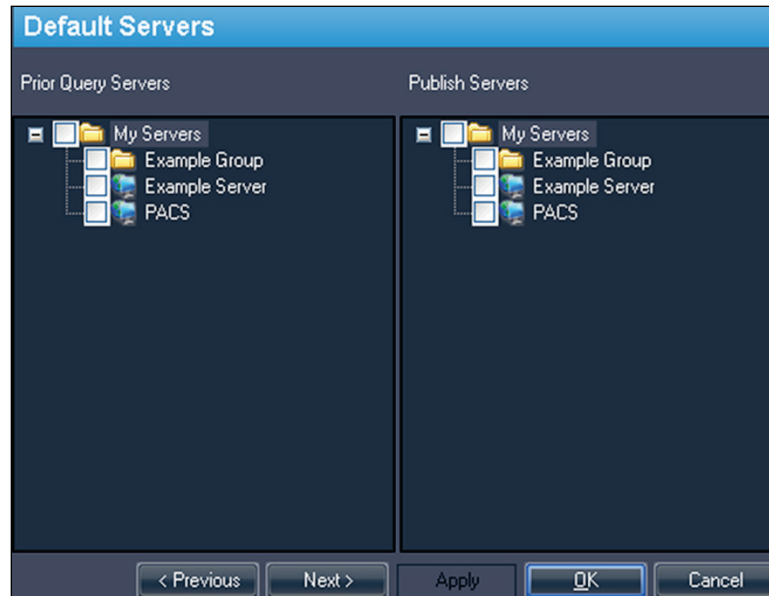 Default Servers
Prior Query Servers
Publish Servers
My Servers
Example Group
Example Server
PACS
My Servers
Example Group
Example Server
PACS
< Previous
Next >
Apply
OK
Cancel